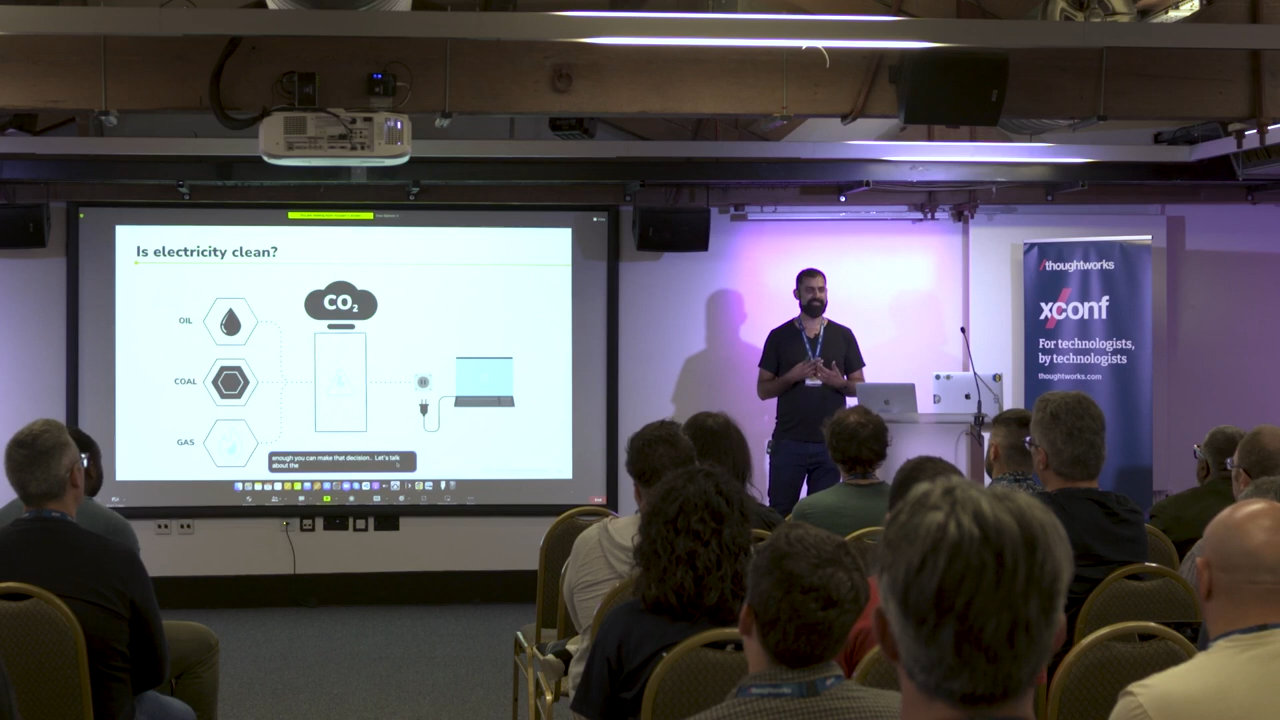 Is electricity clean?
CO₂
OIL
COAL
GAS
enough you can make that decision.. Let's talk
about the
/thoughtworks
xconf
For technologists,
by technologists
thoughtworks.com